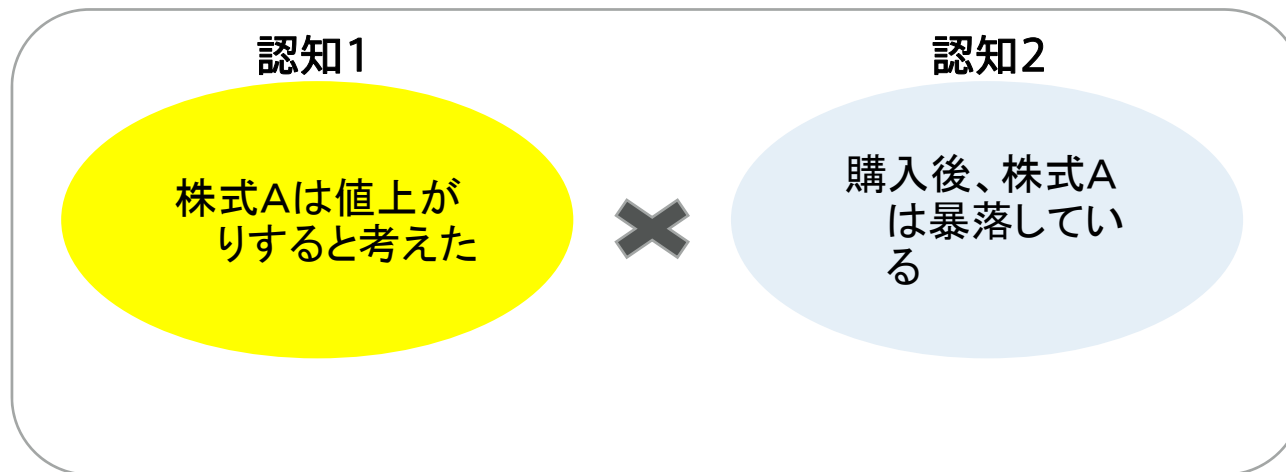 認知1
認知2
株式Aは値上が
りすると考えた
購入後、株式A
は暴落してい
る